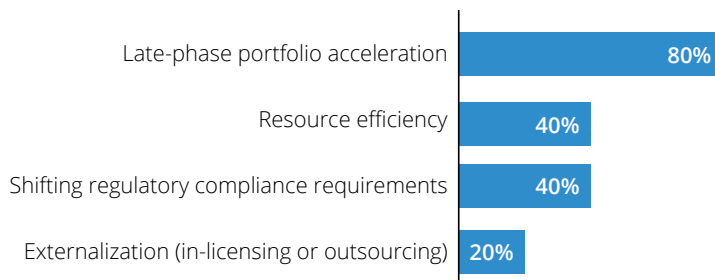 Late-phase portfolio acceleration 80%
Resource efficiency 40%
Shifting regulatory compliance requirements 40%
Externalization (in-licensing or outsourcing) 20%